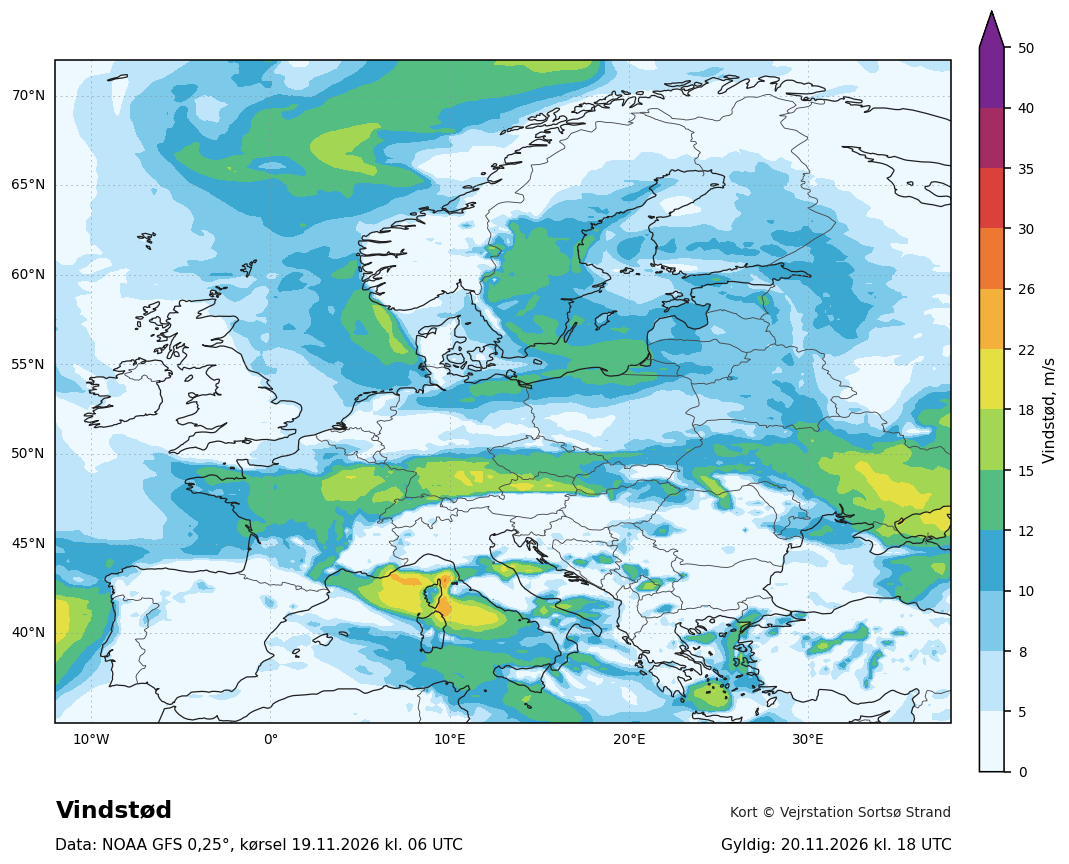 50
40
35
30
26
22
18
15
12
10
8
5
0
Vindstød, m/s
70°N
65°N
60°N
55°N
50°N
45°N
40°N
10°W 0° 10°E 20°E 30°E
Vindstød
Kort © Vejrstation Sortsø Strand
Data: NOAA GFS 0,25°, kørsel 19.11.2026 kl. 06 UTC
Gyldig: 20.11.2026 kl. 18 UTC